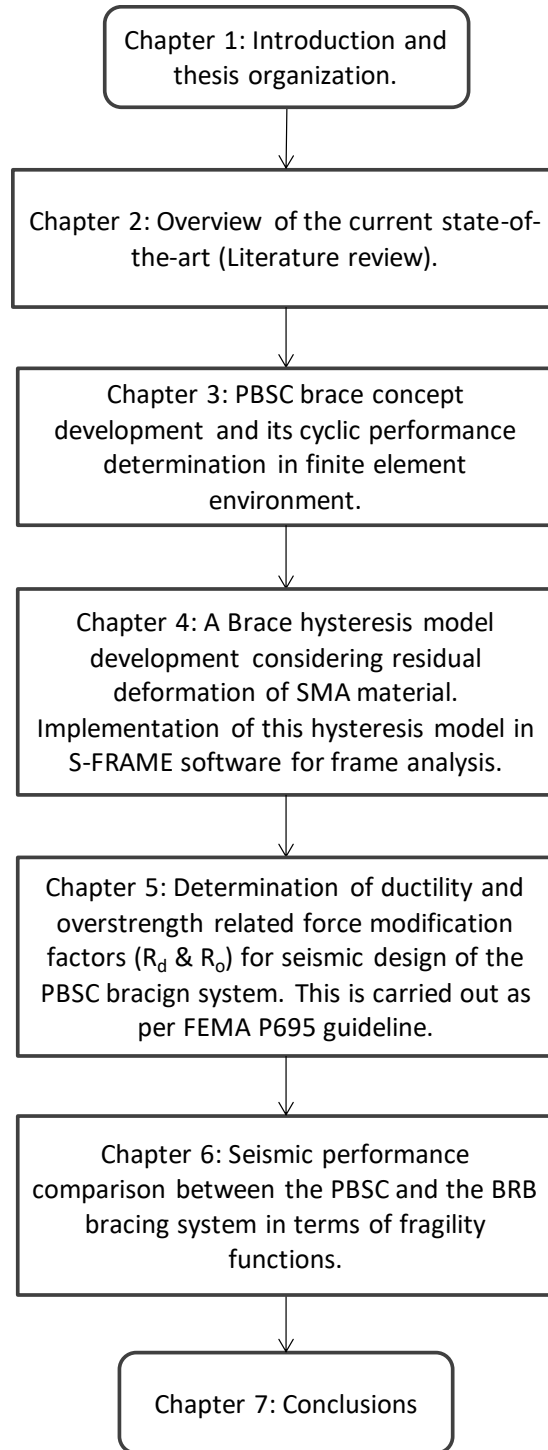 Chapter 1: Introduction and
thesis organization.
Chapter 2: Overview of the current state-of-
the-art (Literature review).
Chapter 3: PBSC brace concept
development and its cyclic performance
determination in finite element
environment.
Chapter 4: A Brace hysteresis model
development considering residual
deformation of SMA material.
Implementation of this hysteresis model in
S-FRAME software for frame analysis.
Chapter 5: Determination of ductility and
overstrength related force modification
factors (Rd & Ro) for seismic design of the
PBSC bracign system. This is carried out as
per FEMA P695 guideline.
Chapter 6: Seismic performance
comparison between the PBSC and the BRB
bracing system in terms of fragility
functions.
Chapter 7: Conclusions